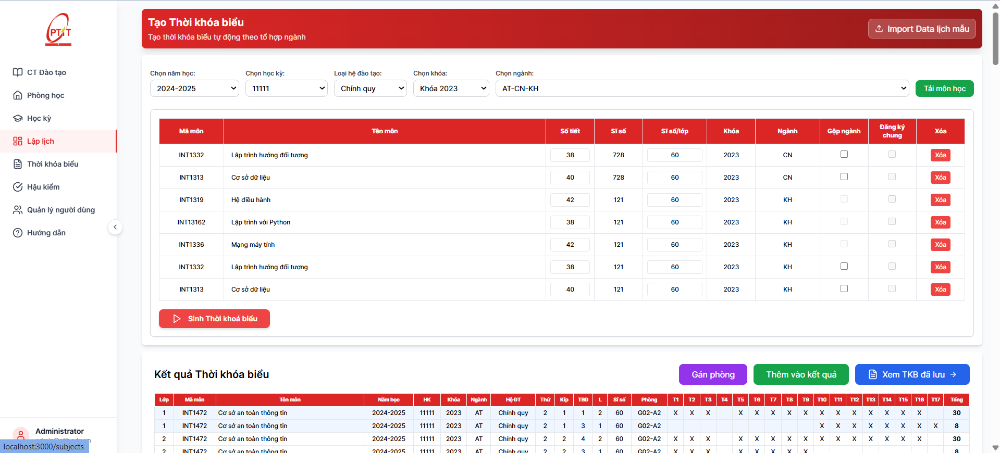 PTIT
CT Đào tạo
Phòng học
Học kỳ
Lập lịch
Thời khóa biểu
Hậu kiểm
Quản lý người dùng
Hướng dẫn
Administrator
localhost:3000/subjects
Tạo Thời khóa biểu
Tạo thời khóa biểu tự động theo tổ hợp ngành
Import Data lịch mẫu
Chọn năm học: Chọn học kỳ: Loại hệ đào tạo: Chọn khóa: Chọn ngành:
2024-2025 11111 Chính quy Khóa 2023 AT-CN-KH Tải môn học
Mã môn Tên môn Số tiết Sĩ số Sĩ số/lớp Khóa Ngành Gộp ngành Đăng ký chung Xóa
INT1332 Lập trình hướng đối tượng 38 728 60 2023 CN Xóa
INT1313 Cơ sở dữ liệu 40 728 60 2023 CN Xóa
INT1319 Hệ điều hành 42 121 60 2023 KH Xóa
INT13162 Lập trình với Python 38 121 60 2023 KH Xóa
INT1336 Mạng máy tính 42 121 60 2023 KH Xóa
INT1332 Lập trình hướng đối tượng 38 121 60 2023 KH Xóa
INT1313 Cơ sở dữ liệu 40 121 60 2023 KH Xóa
Sinh Thời khoá biểu
Kết quả Thời khóa biểu
Gán phòng Thêm vào kết quả Xem TKB đã lưu
Lớp Mã môn Tên môn Năm học HK Khóa Ngành Hệ ĐT Thứ Kíp TBĐ L Sĩ số Phòng T1 T2 T3 T4 T5 T6 T7 T8 T9 T10 T11 T12 T13 T14 T15 T16 T17 Tổng
1 INT1472 Cơ sở an toàn thông tin 2024-2025 11111 2023 AT Chính quy 2 1 1 2 60 G02-A2 X X X X X X X X X X X X X X X 30
1 INT1472 Cơ sở an toàn thông tin 2024-2025 11111 2023 AT Chính quy 2 1 3 1 60 G02-A2 X X X X X X X X 8
2 INT1472 Cơ sở an toàn thông tin 2024-2025 11111 2023 AT Chính quy 2 2 4 2 60 G02-A2 X X X X X X X X X X X X X X X 30
2 INT1472 Cơ sở an toàn thông tin 2024-2025 11111 2023 AT Chính quy 2 2 3 1 60 G02-A2 X X X X X X X X 8